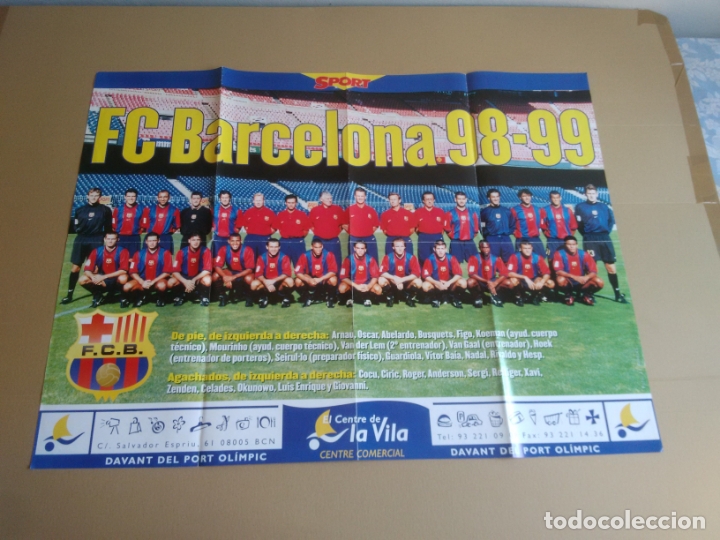 SPORT
FC Barcelona 98-99
De pie, de izquierda a derecha: Arnau, Oscar, Abelardo, Busquets, Figo, Koeman (ayud. cuerpo
técnico), Mourinho (ayud. cuerpo técnico), Van der Lem (2º entrenador), Van Gaal (entrenador), Hoek
(entrenador de porteros), Seirul·lo (preparador físico), Guardiola, Vítor Baía, Nadal, Rivaldo y Hesp.
Agachados, de izquierda a derecha: Cocu, Ciric, Roger, Anderson, Sergi, Reiziger, Xavi,
Zenden, Celades, Okunowo, Luis Enrique y Giovanni.
F.C.B.
C/. Salvador Espriu, 61 08005 BCN
DAVANT DEL PORT OLÍMPIC
El Centre de
la Vila
CENTRE COMERCIAL
Tel: 93 221 09 Fax: 93 221 14 36
DAVANT DEL PORT OLÍMPIC
todocoleccion